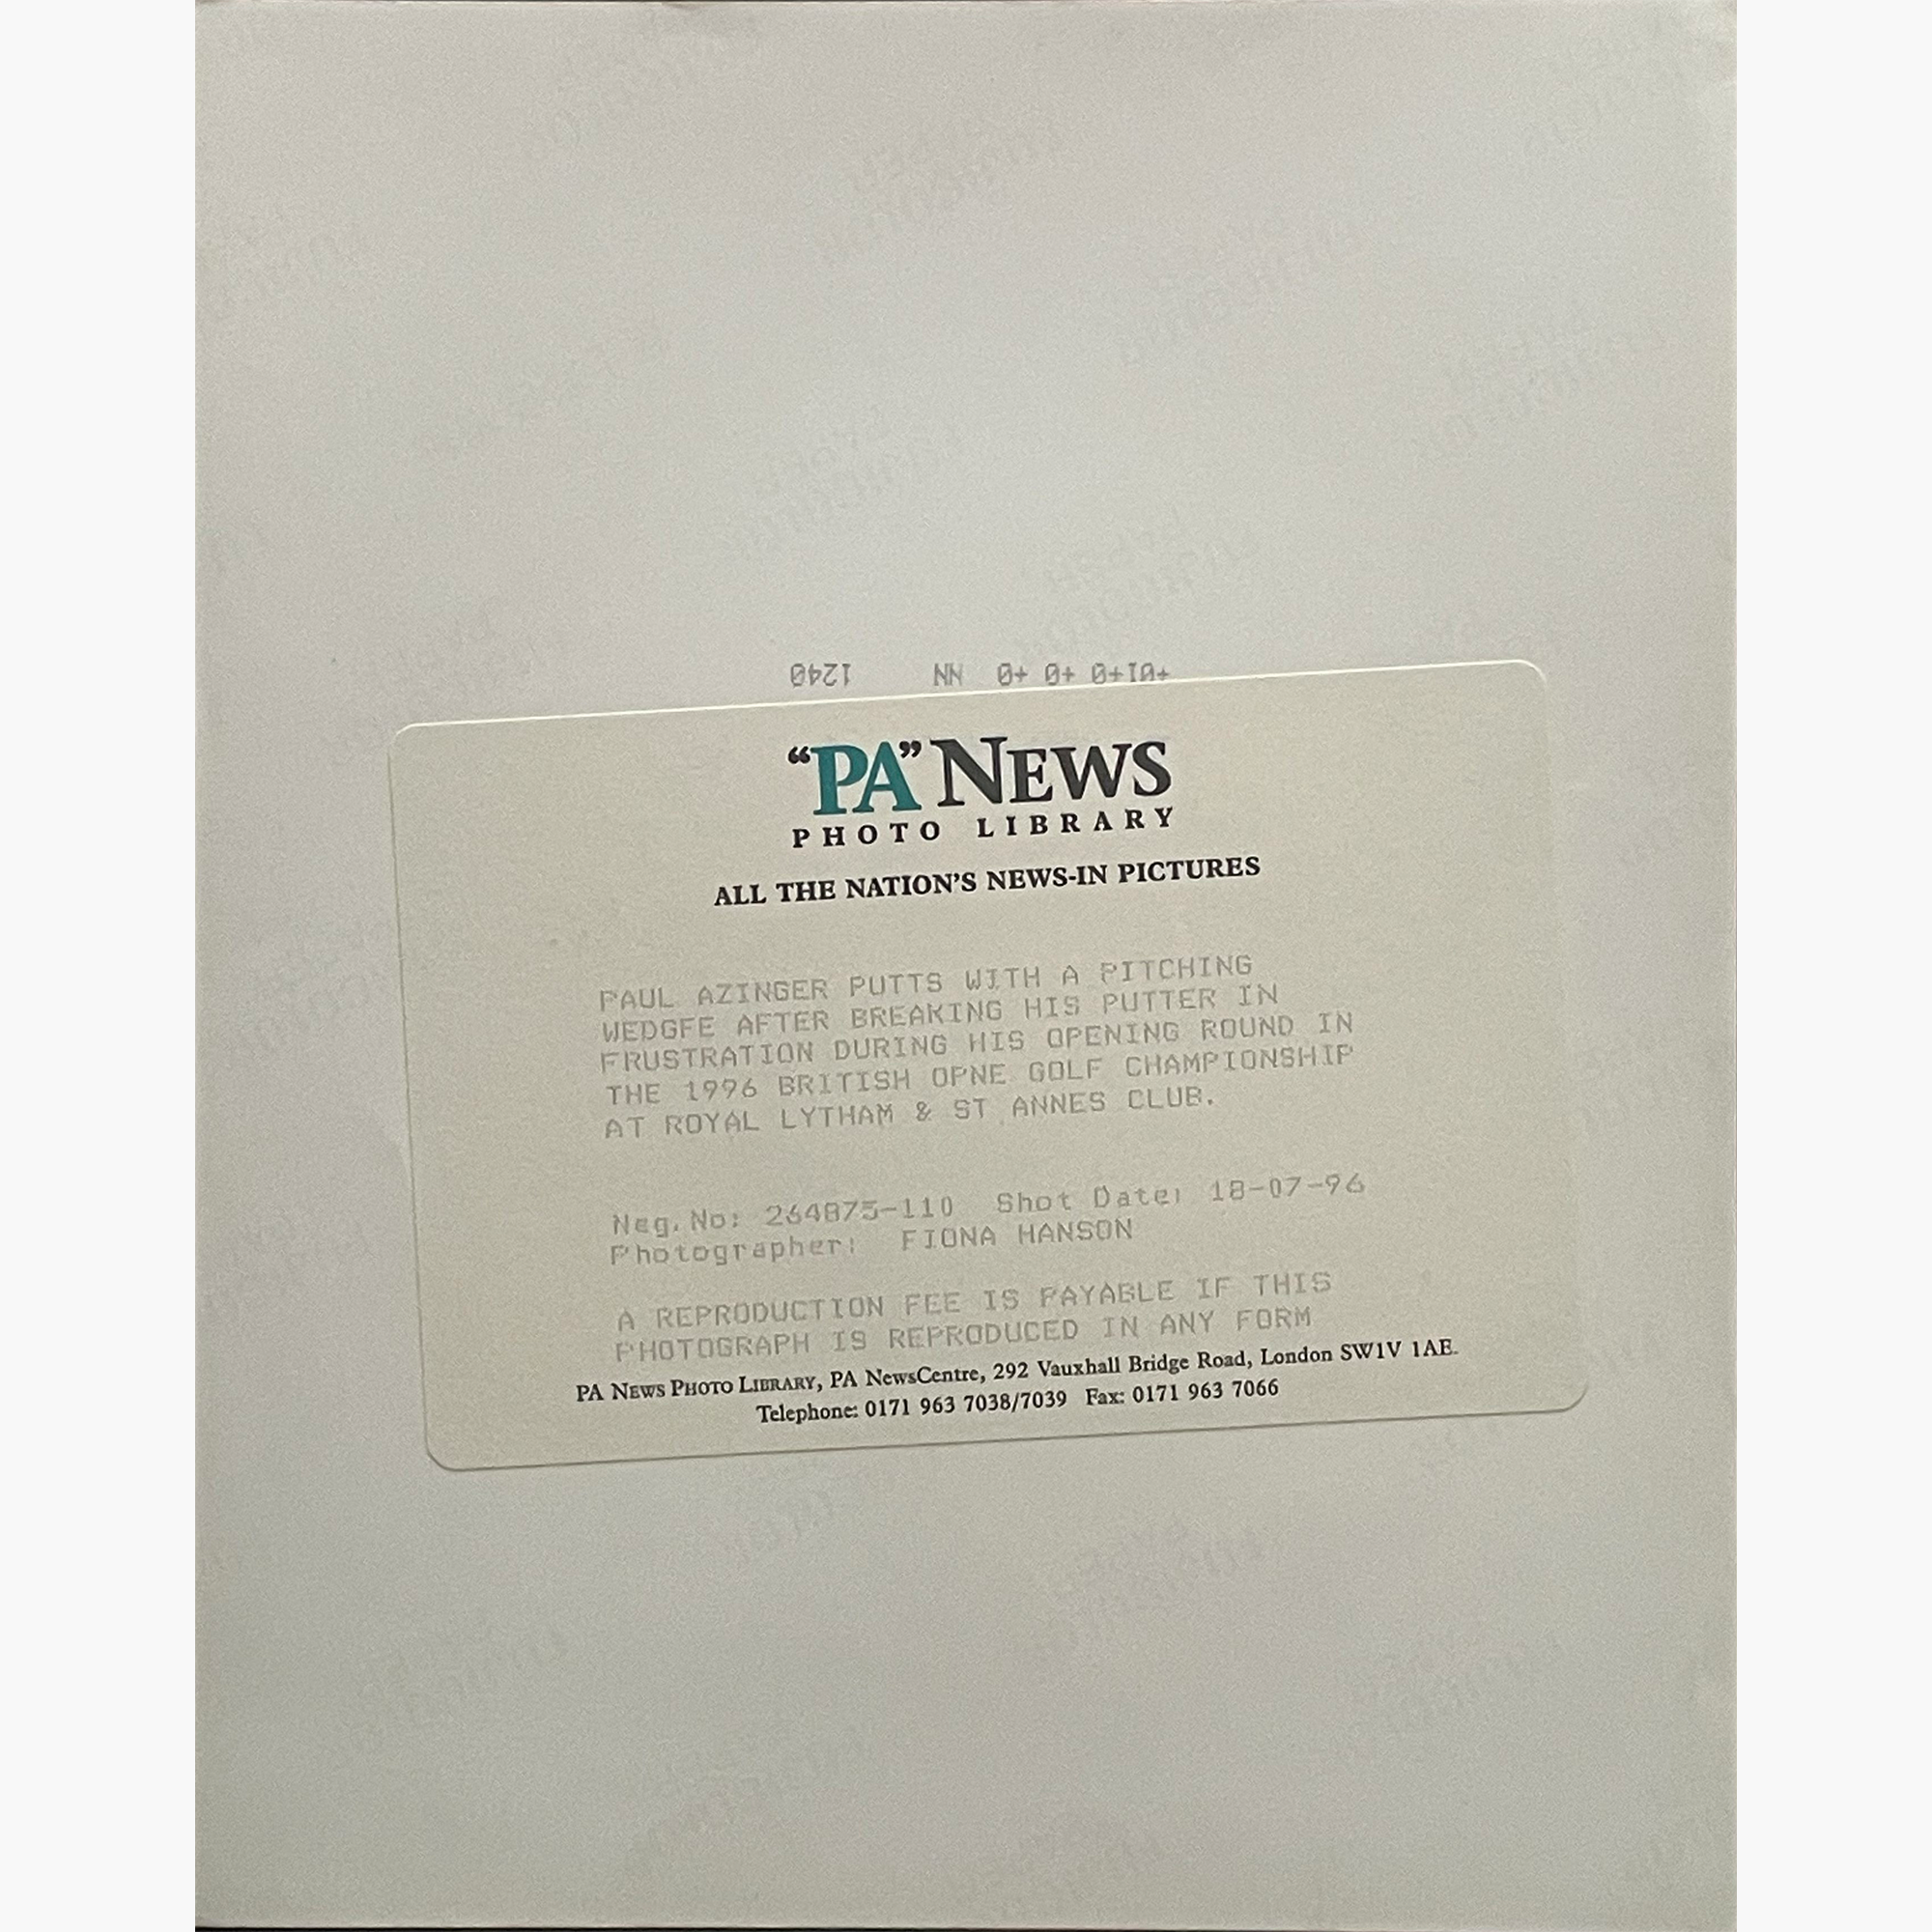 1240 NN 0+ 0+ 0+10+
“PA” NEWS
PHOTO LIBRARY
ALL THE NATION’S NEWS-IN PICTURES
PAUL AZINGER PUTTS WITH A PITCHING
WEDGFE AFTER BREAKING HIS PUTTER IN
FRUSTRATION DURING HIS OPENING ROUND IN
THE 1996 BRITISH OPNE GOLF CHAMPIONSHIP
AT ROYAL LYTHAM & ST ANNES CLUB.
Neg.No: 264875-110 Shot Date: 18-07-96
Photographer: FIONA HANSON
A REPRODUCTION FEE IS PAYABLE IF THIS
PHOTOGRAPH IS REPRODUCED IN ANY FORM
PA NEWS PHOTO LIBRARY, PA NewsCentre, 292 Vauxhall Bridge Road, London SW1V 1AE.
Telephone: 0171 963 7038/7039 Fax: 0171 963 7066